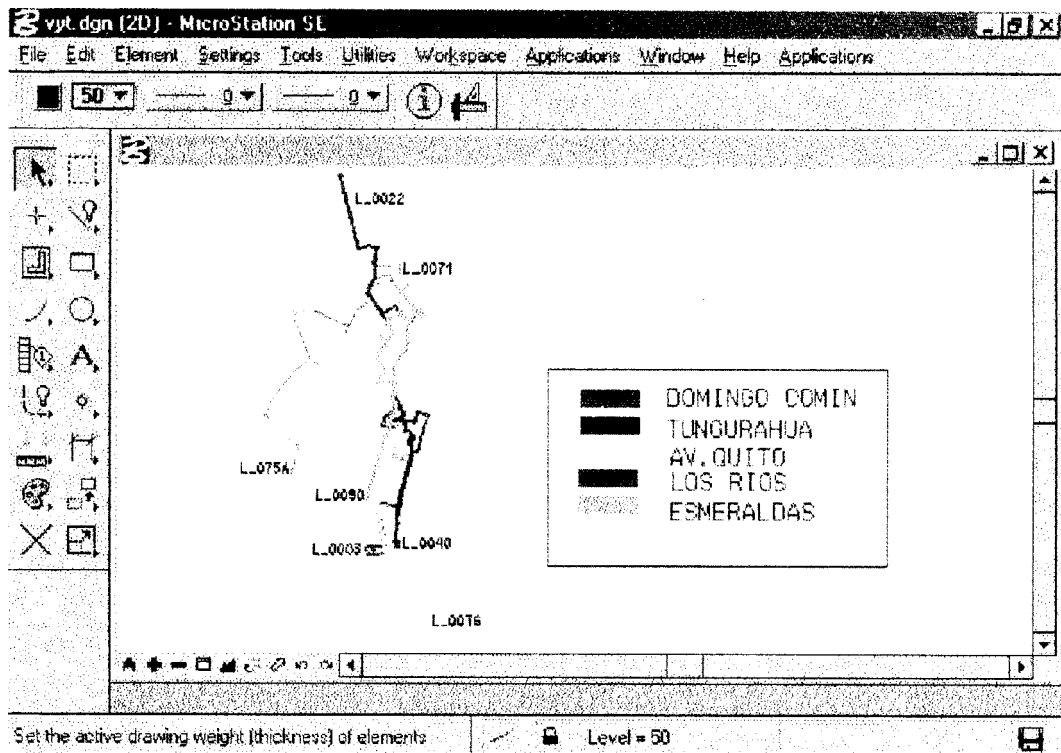 vyt.dgn (2D) - MicroStation SE
File Edit Element Settings Tools Utilities Workspace Applications Window Help Applications
50 0 0
L_0022
L_0071
DOMINGO COMIN
TUNGURAHUA
AV.QUITO
LOS RIOS
ESMERALDAS
L_075A
L_0090
L_0003 L_0040
L_0076
Set the active drawing weight (thickness) of elements Level = 50